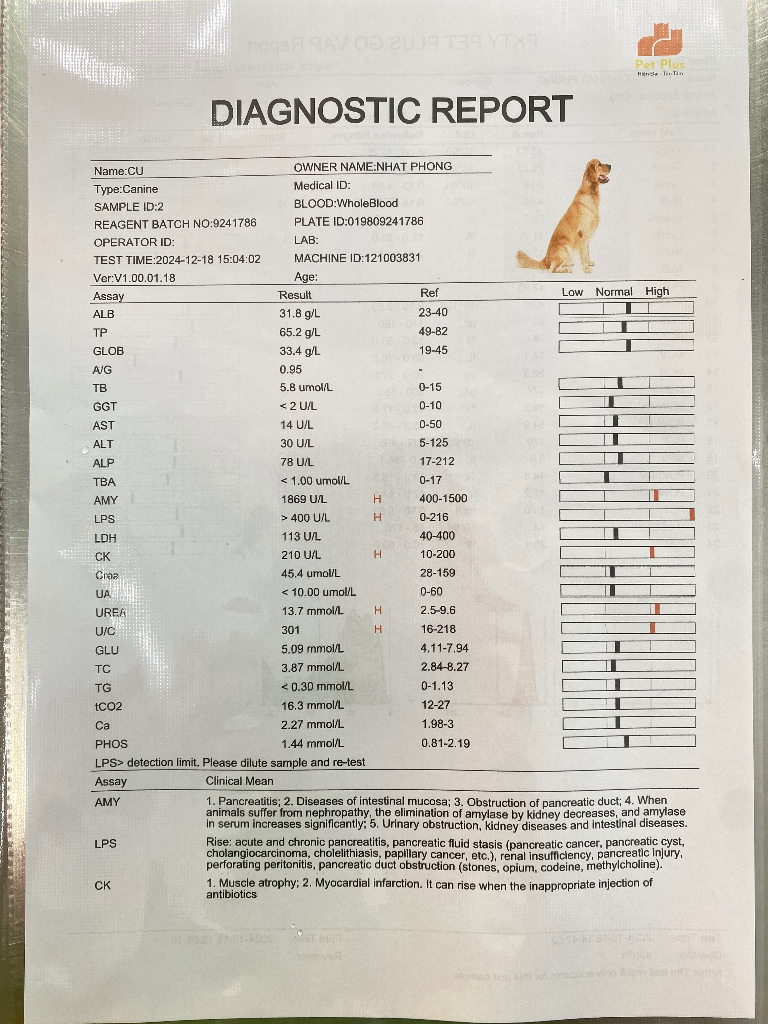 Pet Plus
Hiện Đại - Tận Tâm
DIAGNOSTIC REPORT
Name:CU OWNER NAME:NHAT PHONG
Type:Canine Medical ID:
SAMPLE ID:2 BLOOD:WholeBlood
REAGENT BATCH NO:9241786 PLATE ID:019809241786
OPERATOR ID: LAB:
TEST TIME:2024-12-18 15:04:02 MACHINE ID:121003831
Ver:V1.00.01.18 Age:
Assay Result Ref Low Normal High
ALB 31.8 g/L 23-40
TP 65.2 g/L 49-82
GLOB 33.4 g/L 19-45
A/G 0.95 -
TB 5.8 umol/L 0-15
GGT < 2 U/L 0-10
AST 14 U/L 0-50
ALT 30 U/L 5-125
ALP 78 U/L 17-212
TBA < 1.00 umol/L 0-17
AMY 1869 U/L H 400-1500
LPS > 400 U/L H 0-216
LDH 113 U/L 40-400
CK 210 U/L H 10-200
Crea 45.4 umol/L 28-159
UA < 10.00 umol/L 0-60
UREA 13.7 mmol/L H 2.5-9.6
U/C 301 H 16-218
GLU 5.09 mmol/L 4.11-7.94
TC 3.87 mmol/L 2.84-8.27
TG < 0.30 mmol/L 0-1.13
tCO2 16.3 mmol/L 12-27
Ca 2.27 mmol/L 1.98-3
PHOS 1.44 mmol/L 0.81-2.19
LPS> detection limit. Please dilute sample and re-test
Assay Clinical Mean
AMY 1. Pancreatitis; 2. Diseases of intestinal mucosa; 3. Obstruction of pancreatic duct; 4. When
animals suffer from nephropathy, the elimination of amylase by kidney decreases, and amylase
in serum increases significantly; 5. Urinary obstruction, kidney diseases and intestinal diseases.
LPS Rise: acute and chronic pancreatitis, pancreatic fluid stasis (pancreatic cancer, pancreatic cyst,
cholangiocarcinoma, cholelithiasis, papillary cancer, etc.), renal insufficiency, pancreatic injury,
perforating peritonitis, pancreatic duct obstruction (stones, opium, codeine, methylcholine).
CK 1. Muscle atrophy; 2. Myocardial infarction. It can rise when the inappropriate injection of
antibiotics